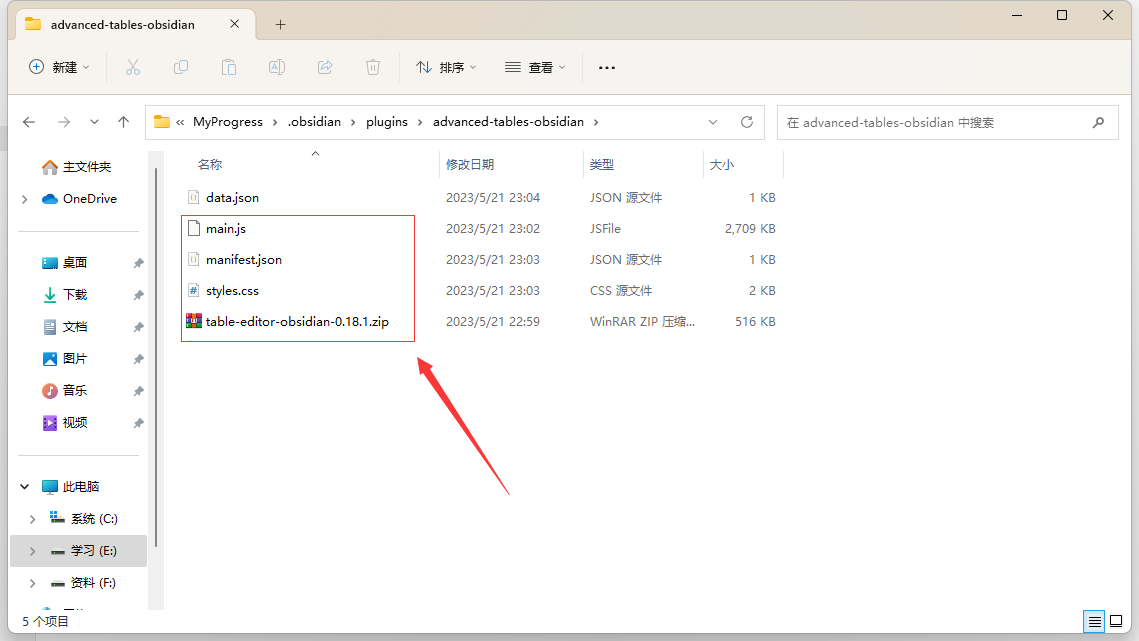 advanced-tables-obsidian
新建
排序
查看
MyProgress
.obsidian
plugins
advanced-tables-obsidian
在 advanced-tables-obsidian 中搜索
主文件夹
OneDrive
桌面
下载
文档
图片
音乐
视频
此电脑
系统 (C:)
学习 (E:)
资料 (F:)
名称 修改日期 类型 大小
data.json 2023/5/21 23:04 JSON 源文件 1 KB
main.js 2023/5/21 23:02 JSFile 2,709 KB
manifest.json 2023/5/21 23:03 JSON 源文件 1 KB
styles.css 2023/5/21 23:03 CSS 源文件 2 KB
table-editor-obsidian-0.18.1.zip 2023/5/21 22:59 WinRAR ZIP 压缩... 516 KB
5 个项目